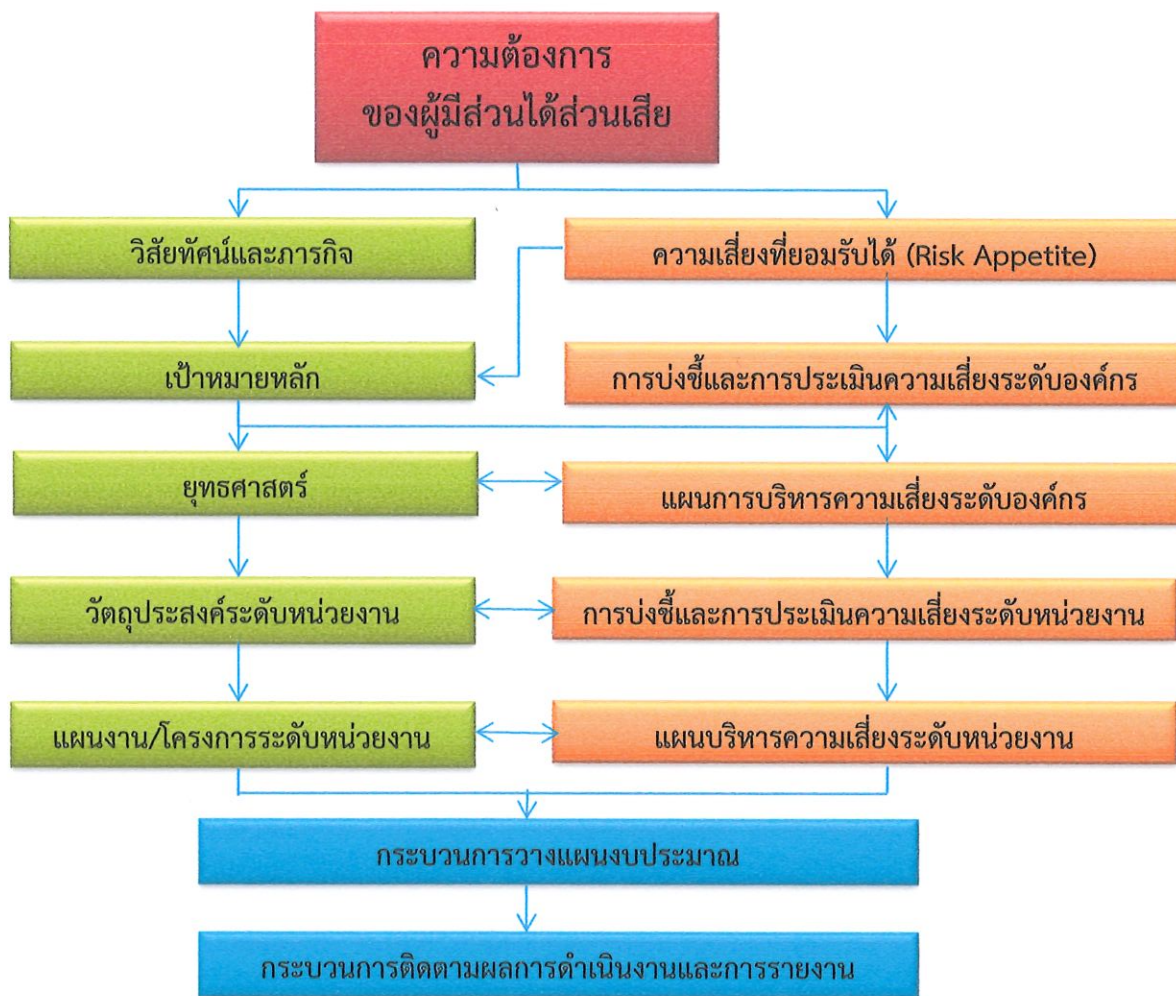 ความต้องการ
ของผู้มีส่วนได้ส่วนเสีย
วิสัยทัศน์และภารกิจ
ความเสี่ยงที่ยอมรับได้ (Risk Appetite)
เป้าหมายหลัก
การบ่งชี้และการประเมินความเสี่ยงระดับองค์กร
ยุทธศาสตร์
แผนการบริหารความเสี่ยงระดับองค์กร
วัตถุประสงค์ระดับหน่วยงาน
การบ่งชี้และการประเมินความเสี่ยงระดับหน่วยงาน
แผนงาน/โครงการระดับหน่วยงาน
แผนบริหารความเสี่ยงระดับหน่วยงาน
กระบวนการวางแผนงบประมาณ
กระบวนการติดตามผลการดำเนินงานและการรายงาน